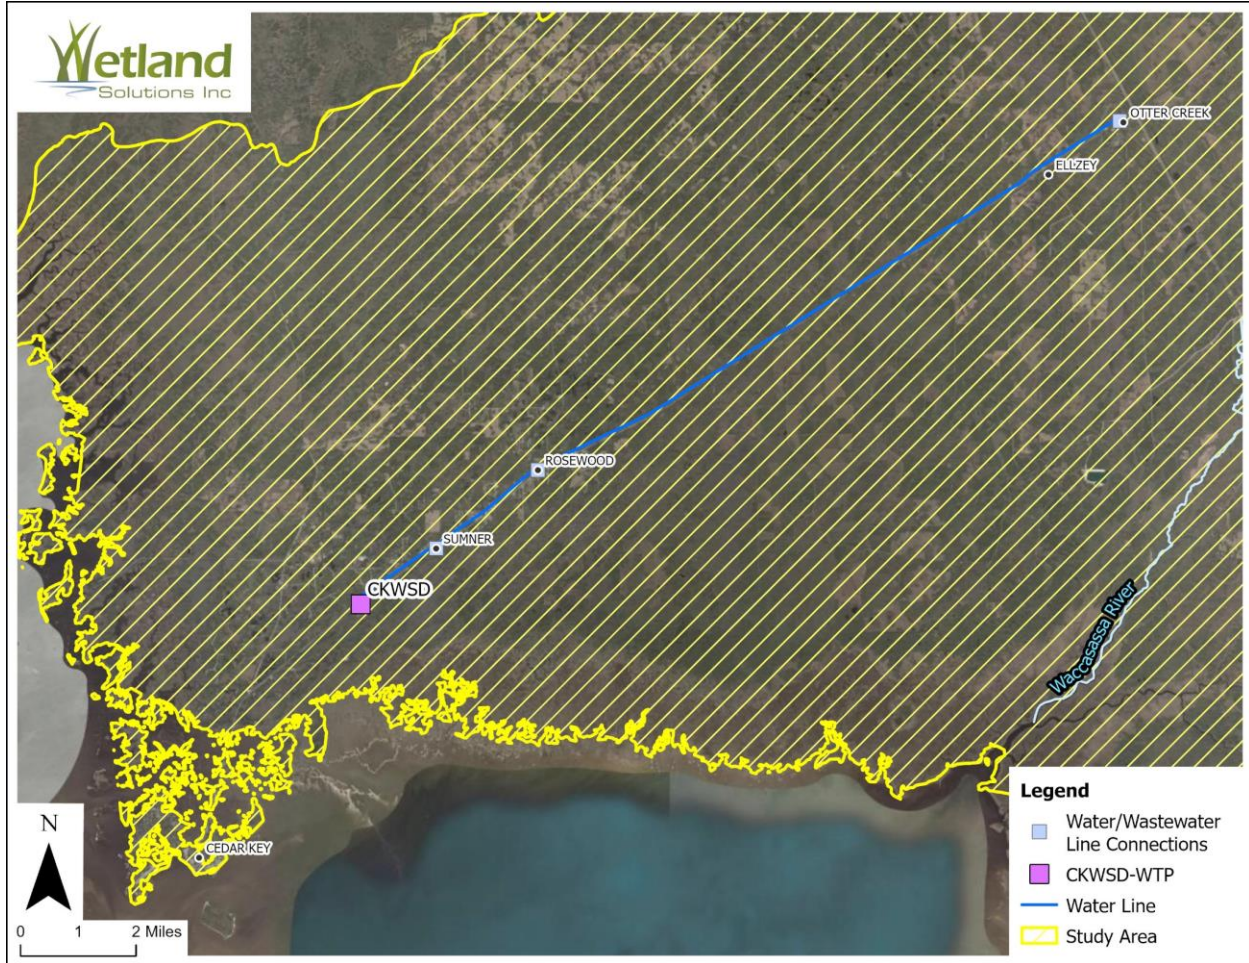 Wetland
Solutions Inc
OTTER CREEK
ELLZEY
ROSEWOOD
SUMNER
CKWSD
Waccasassa River
CEDAR KEY
N
0 1 2 Miles
Legend
Water/Wastewater
Line Connections
CKWSD-WTP
Water Line
Study Area